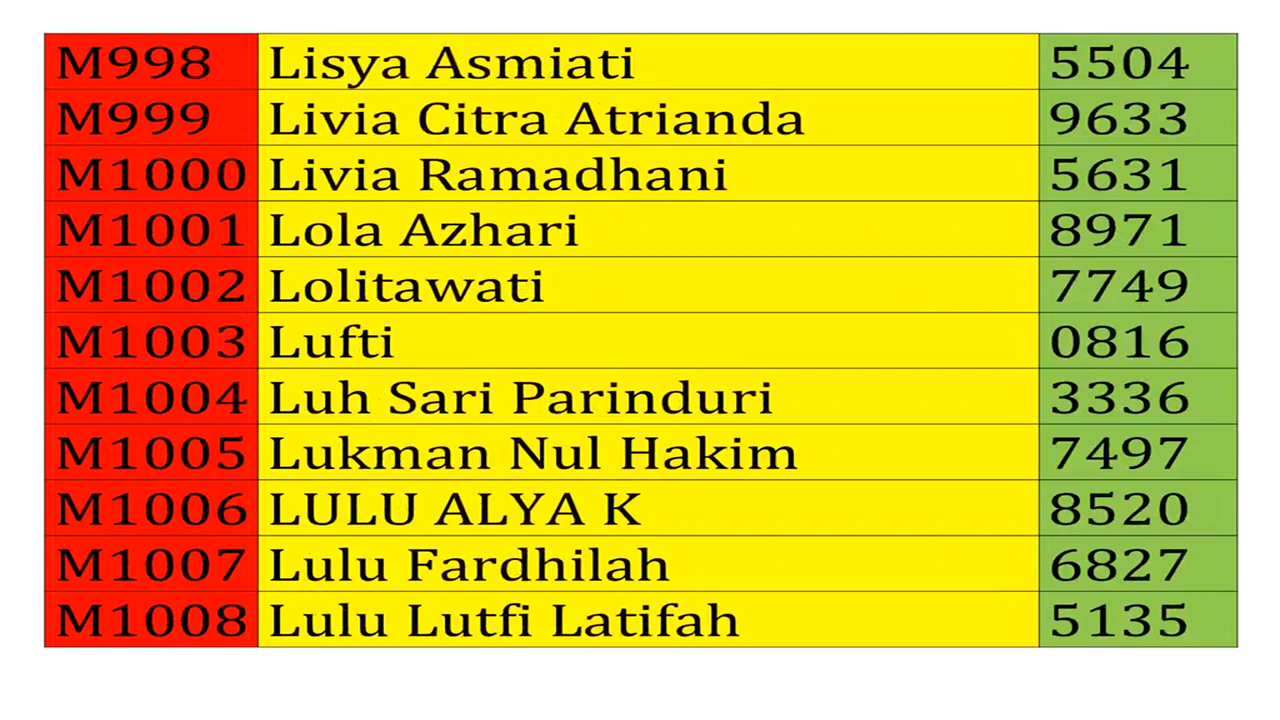 M998 Lisya Asmiati 5504
M999 Livia Citra Atrianda 9633
M1000 Livia Ramadhani 5631
M1001 Lola Azhari 8971
M1002 Lolitawati 7749
M1003 Lufti 0816
M1004 Luh Sari Parinduri 3336
M1005 Lukman Nul Hakim 7497
M1006 LULU ALYA K 8520
M1007 Lulu Fardhilah 6827
M1008 Lulu Lutfi Latifah 5135